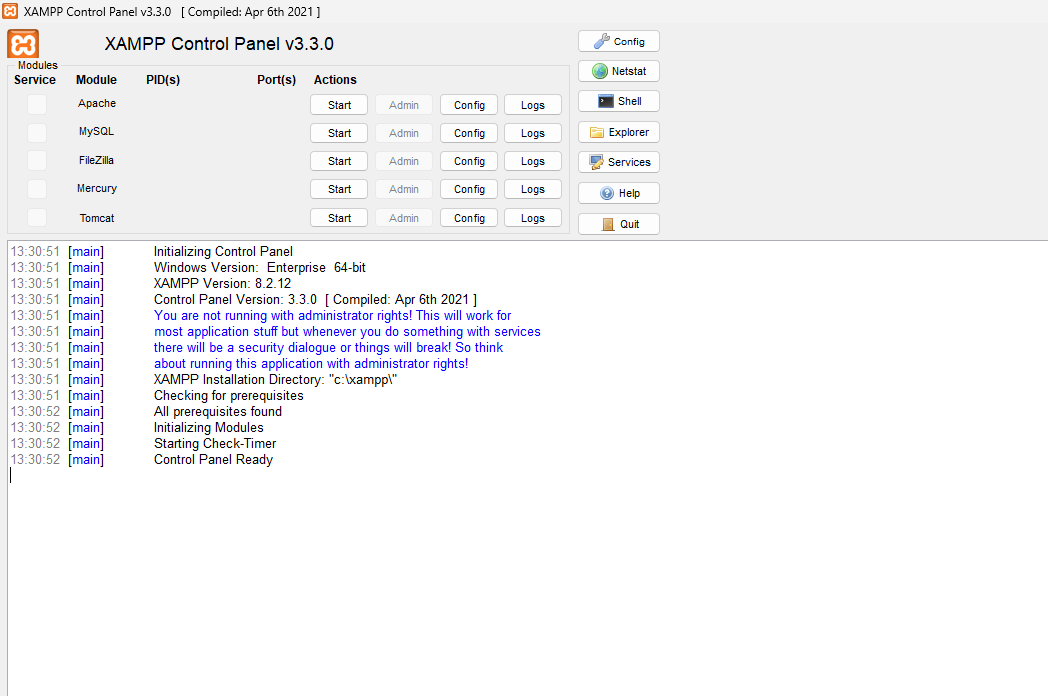 XAMPP Control Panel v3.3.0 [ Compiled: Apr 6th 2021 ]
XAMPP Control Panel v3.3.0
Config
Modules
Service Module PID(s) Port(s) Actions
Netstat
Apache Start Admin Config Logs
Shell
MySQL Start Admin Config Logs
Explorer
FileZilla Start Admin Config Logs
Services
Mercury Start Admin Config Logs
Help
Tomcat Start Admin Config Logs
Quit
13:30:51 [main] Initializing Control Panel
13:30:51 [main] Windows Version: Enterprise 64-bit
13:30:51 [main] XAMPP Version: 8.2.12
13:30:51 [main] Control Panel Version: 3.3.0 [ Compiled: Apr 6th 2021 ]
13:30:51 [main] You are not running with administrator rights! This will work for
13:30:51 [main] most application stuff but whenever you do something with services
13:30:51 [main] there will be a security dialogue or things will break! So think
13:30:51 [main] about running this application with administrator rights!
13:30:51 [main] XAMPP Installation Directory: "c:\xampp\"
13:30:51 [main] Checking for prerequisites
13:30:52 [main] All prerequisites found
13:30:52 [main] Initializing Modules
13:30:52 [main] Starting Check-Timer
13:30:52 [main] Control Panel Ready